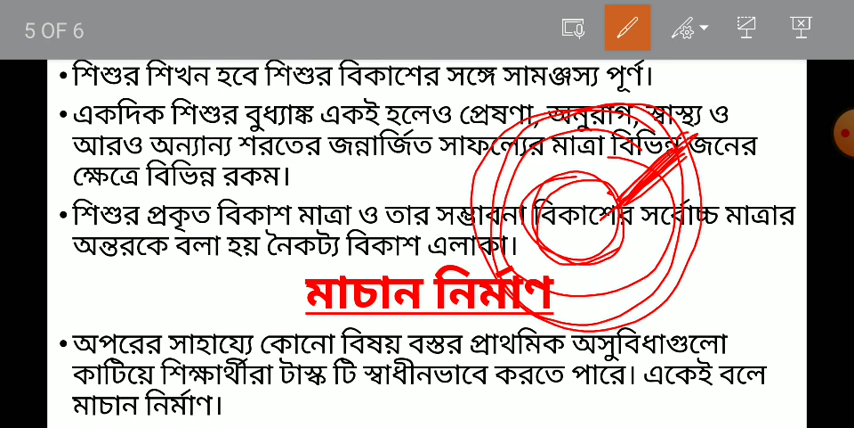 5 OF 6
• শিশুর শিখন হবে শিশুর বিকাশের সঙ্গে সামঞ্জস্য পূর্ণ।
• একদিক শিশুর বুধ্যাঙ্ক একই হলেও প্রেষণা, অনুরাগ, স্বাস্থ্য ও
আরও অন্যান্য শরতের জন্নার্জিত সাফল্যের মাত্রা বিভিন্ন জনের
ক্ষেত্রে বিভিন্ন রকম।
• শিশুর প্রকৃত বিকাশ মাত্রা ও তার সম্ভাবনা বিকাশের সর্বোচ্চ মাত্রার
অন্তরকে বলা হয় নৈকট্য বিকাশ এলাকা।
মাচান নির্মাণ
• অপরের সাহায্যে কোনো বিষয় বস্তর প্রাথমিক অসুবিধাগুলো
কাটিয়ে শিক্ষার্থীরা টাস্ক টি স্বাধীনভাবে করতে পারে। একেই বলে
মাচান নির্মাণ।